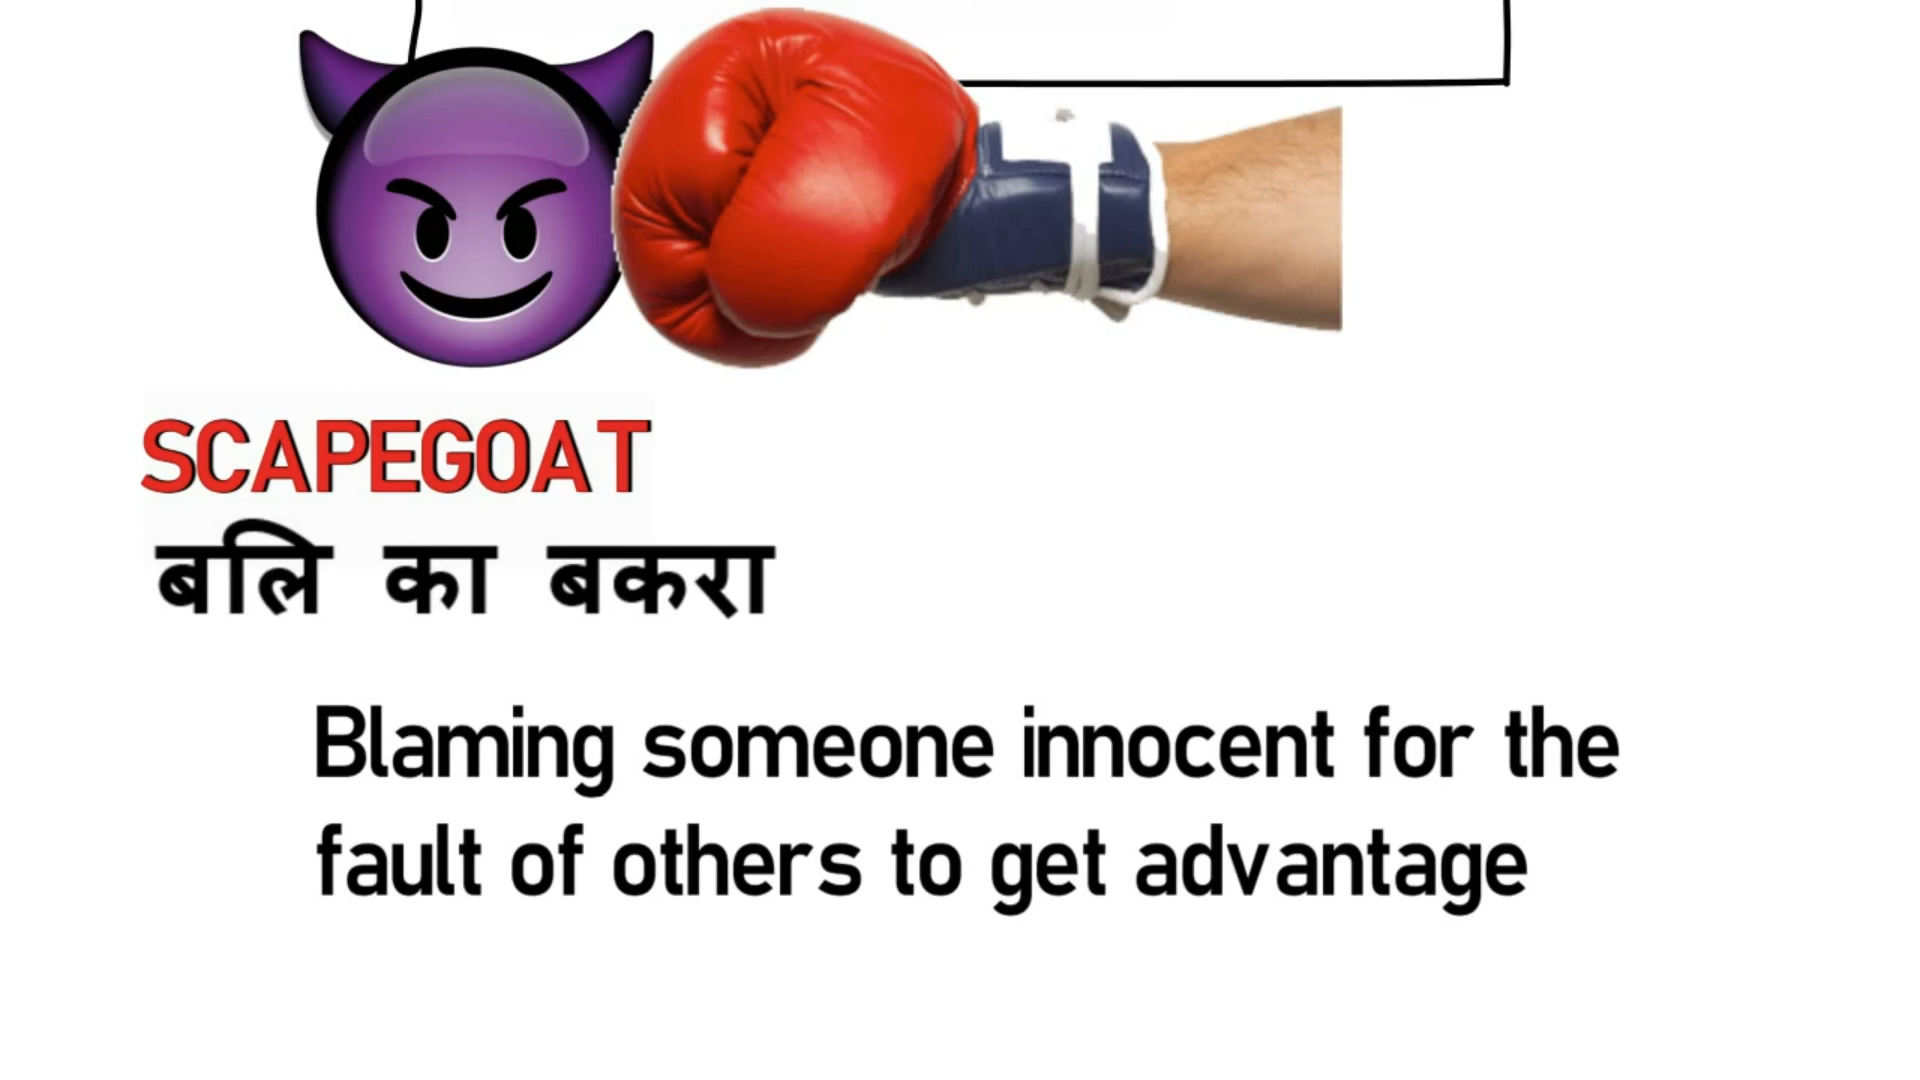 SCAPEGOAT
बलि का बकरा
Blaming someone innocent for the
fault of others to get advantage